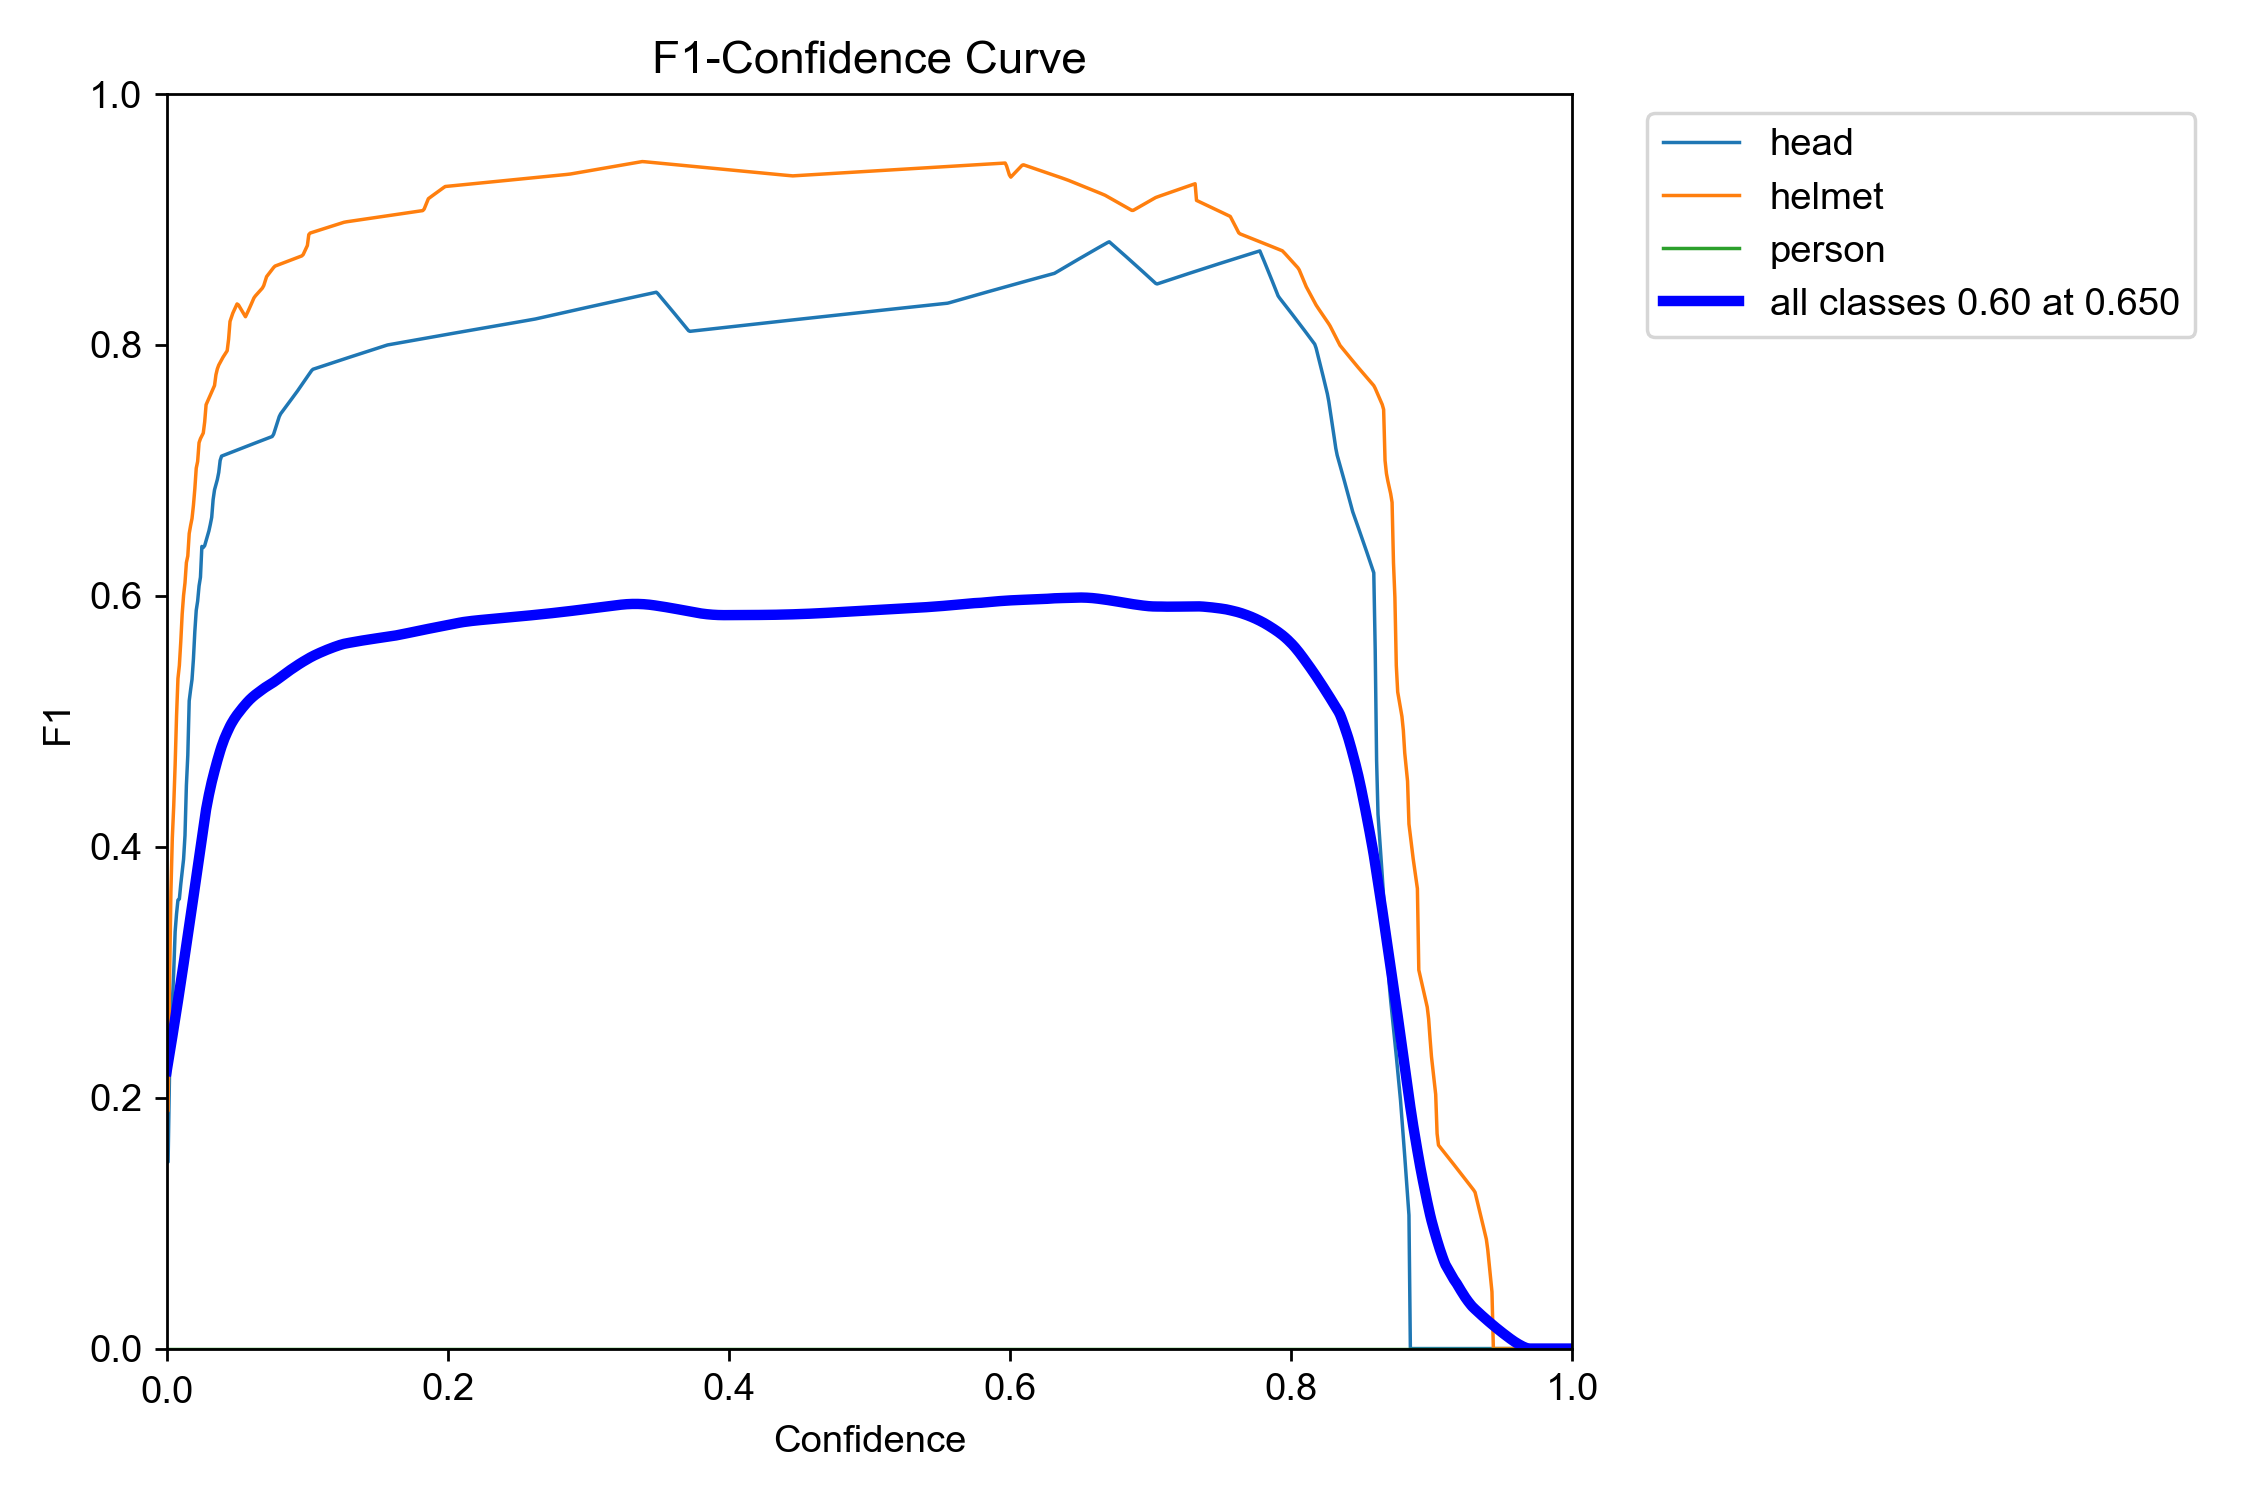 F1-Confidence Curve
head
helmet
person
all classes 0.60 at 0.650
1.0
0.8
0.6
0.4
0.2
0.0
F1
0.0 0.2 0.4 0.6 0.8 1.0
Confidence